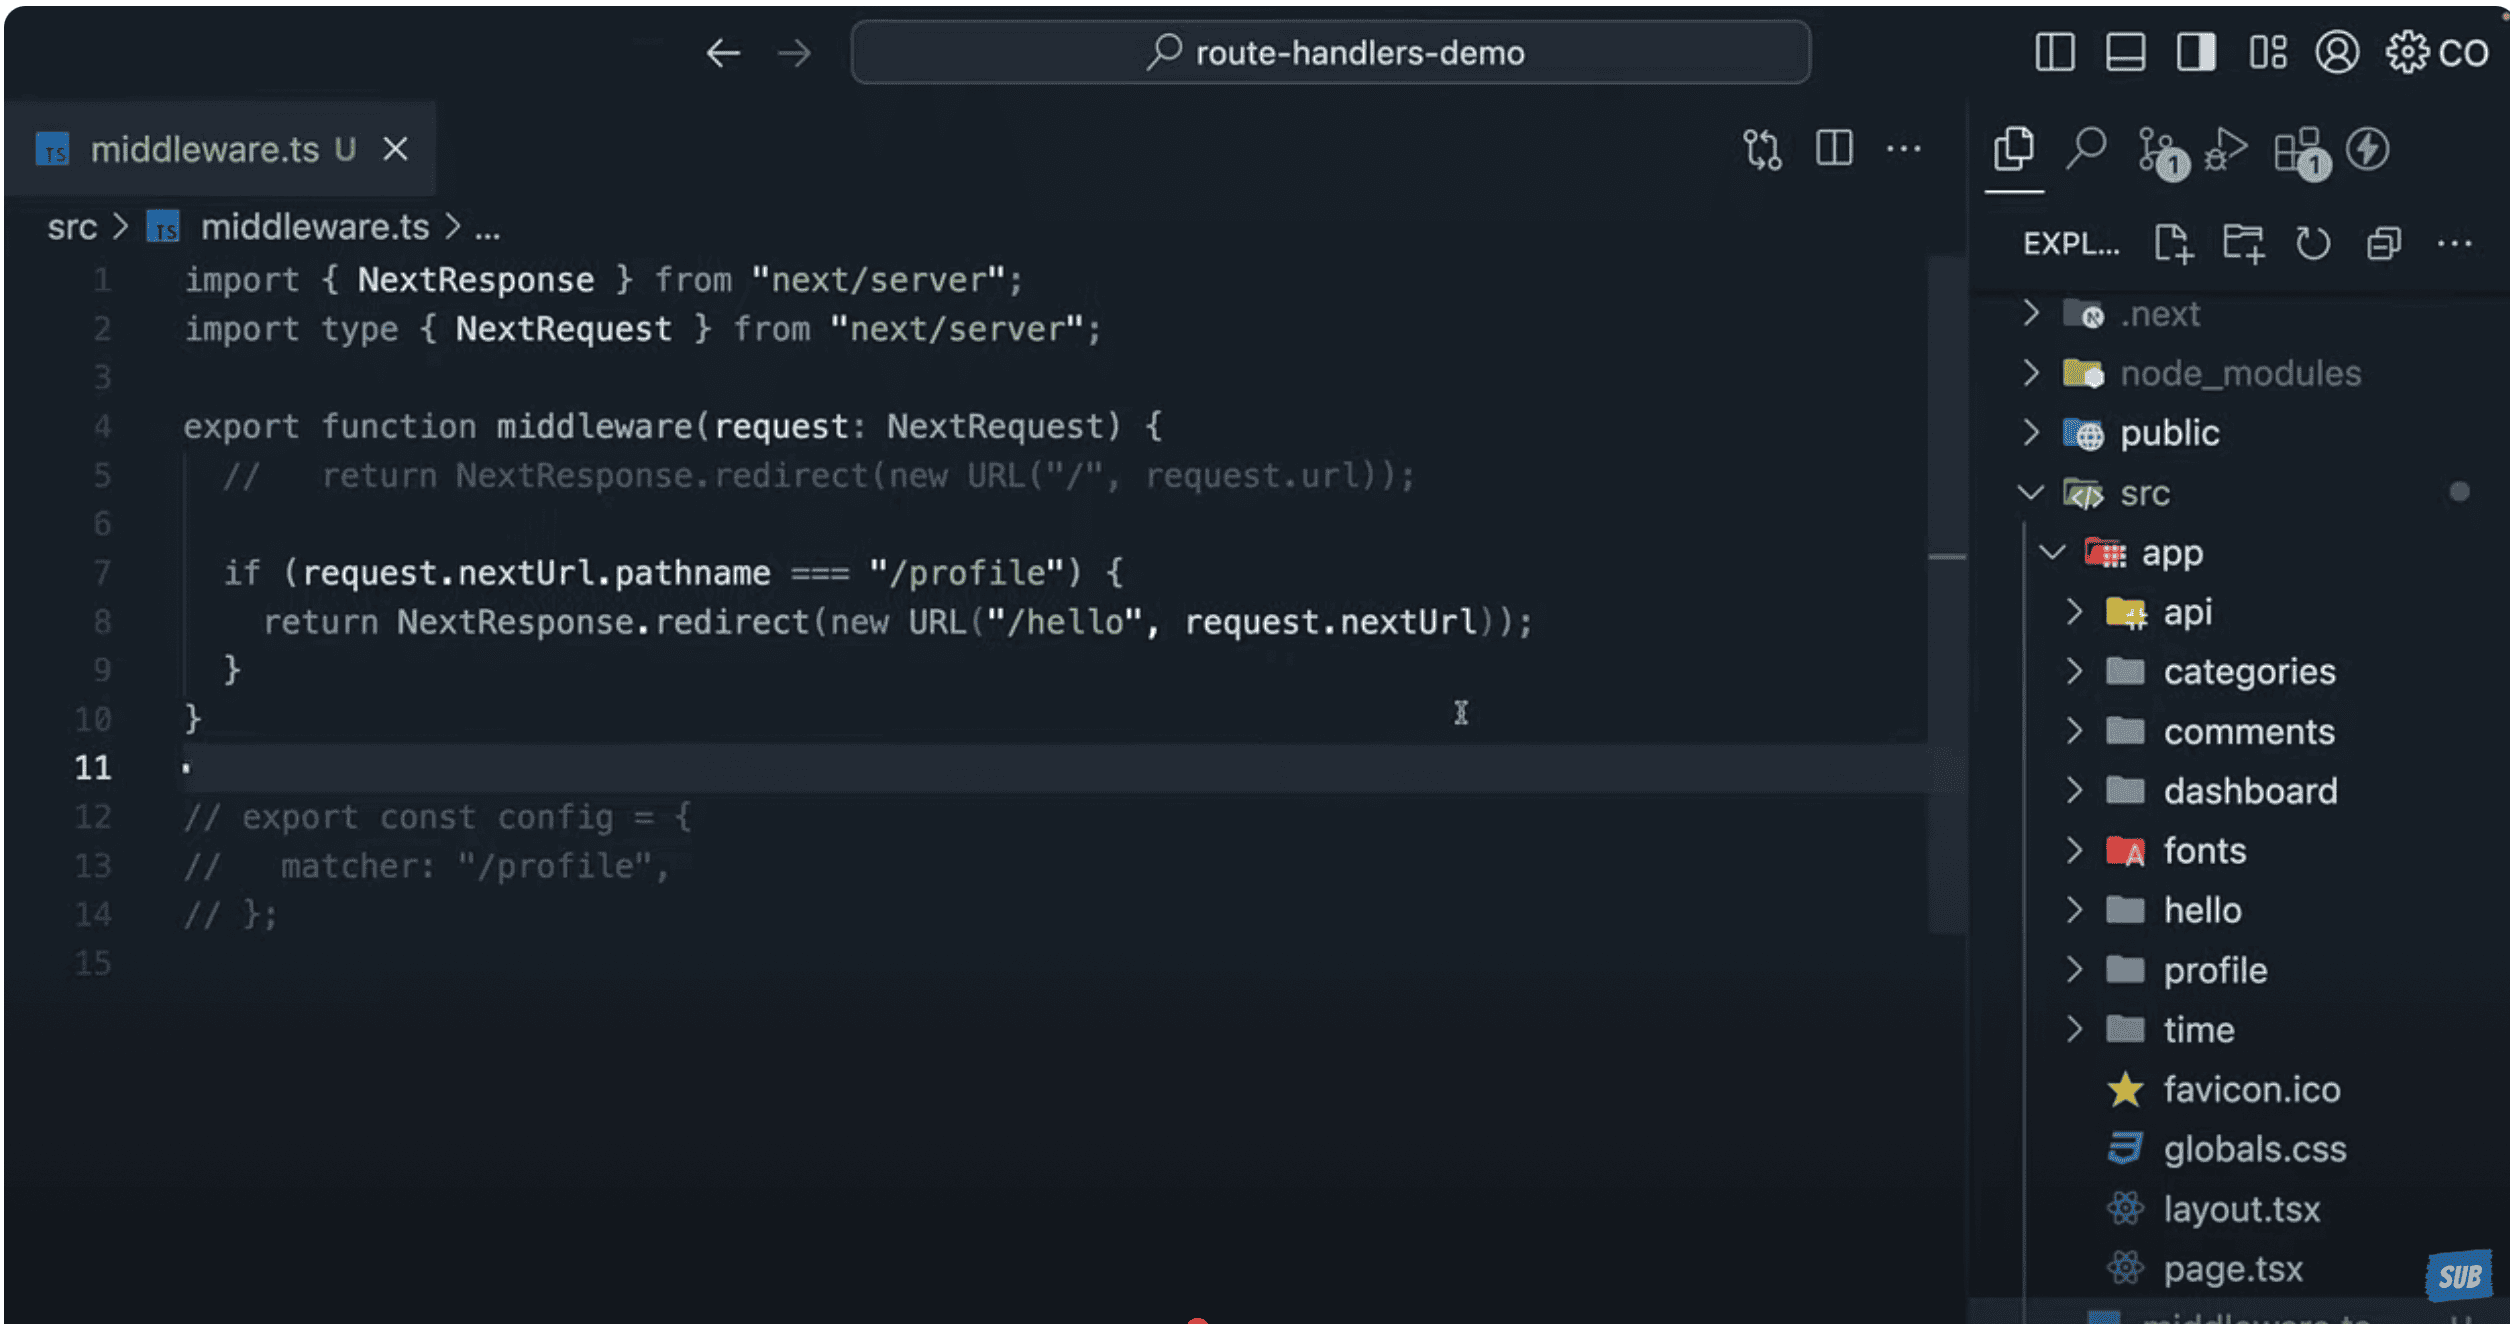 route-handlers-demo
CO
TS middleware.ts U
src > TS middleware.ts > ...
1 import { NextResponse } from "next/server";
2 import type { NextRequest } from "next/server";
3
4 export function middleware(request: NextRequest) {
5 //   return NextResponse.redirect(new URL("/", request.url));
6
7 if (request.nextUrl.pathname === "/profile") {
8 return NextResponse.redirect(new URL("/hello", request.nextUrl));
9 }
10 }
11
12 // export const config = {
13 //   matcher: "/profile",
14 // };
15
1
1
EXPL...
.next
node_modules
public
src
app
api
categories
comments
dashboard
fonts
hello
profile
time
favicon.ico
globals.css
layout.tsx
page.tsx
SUB